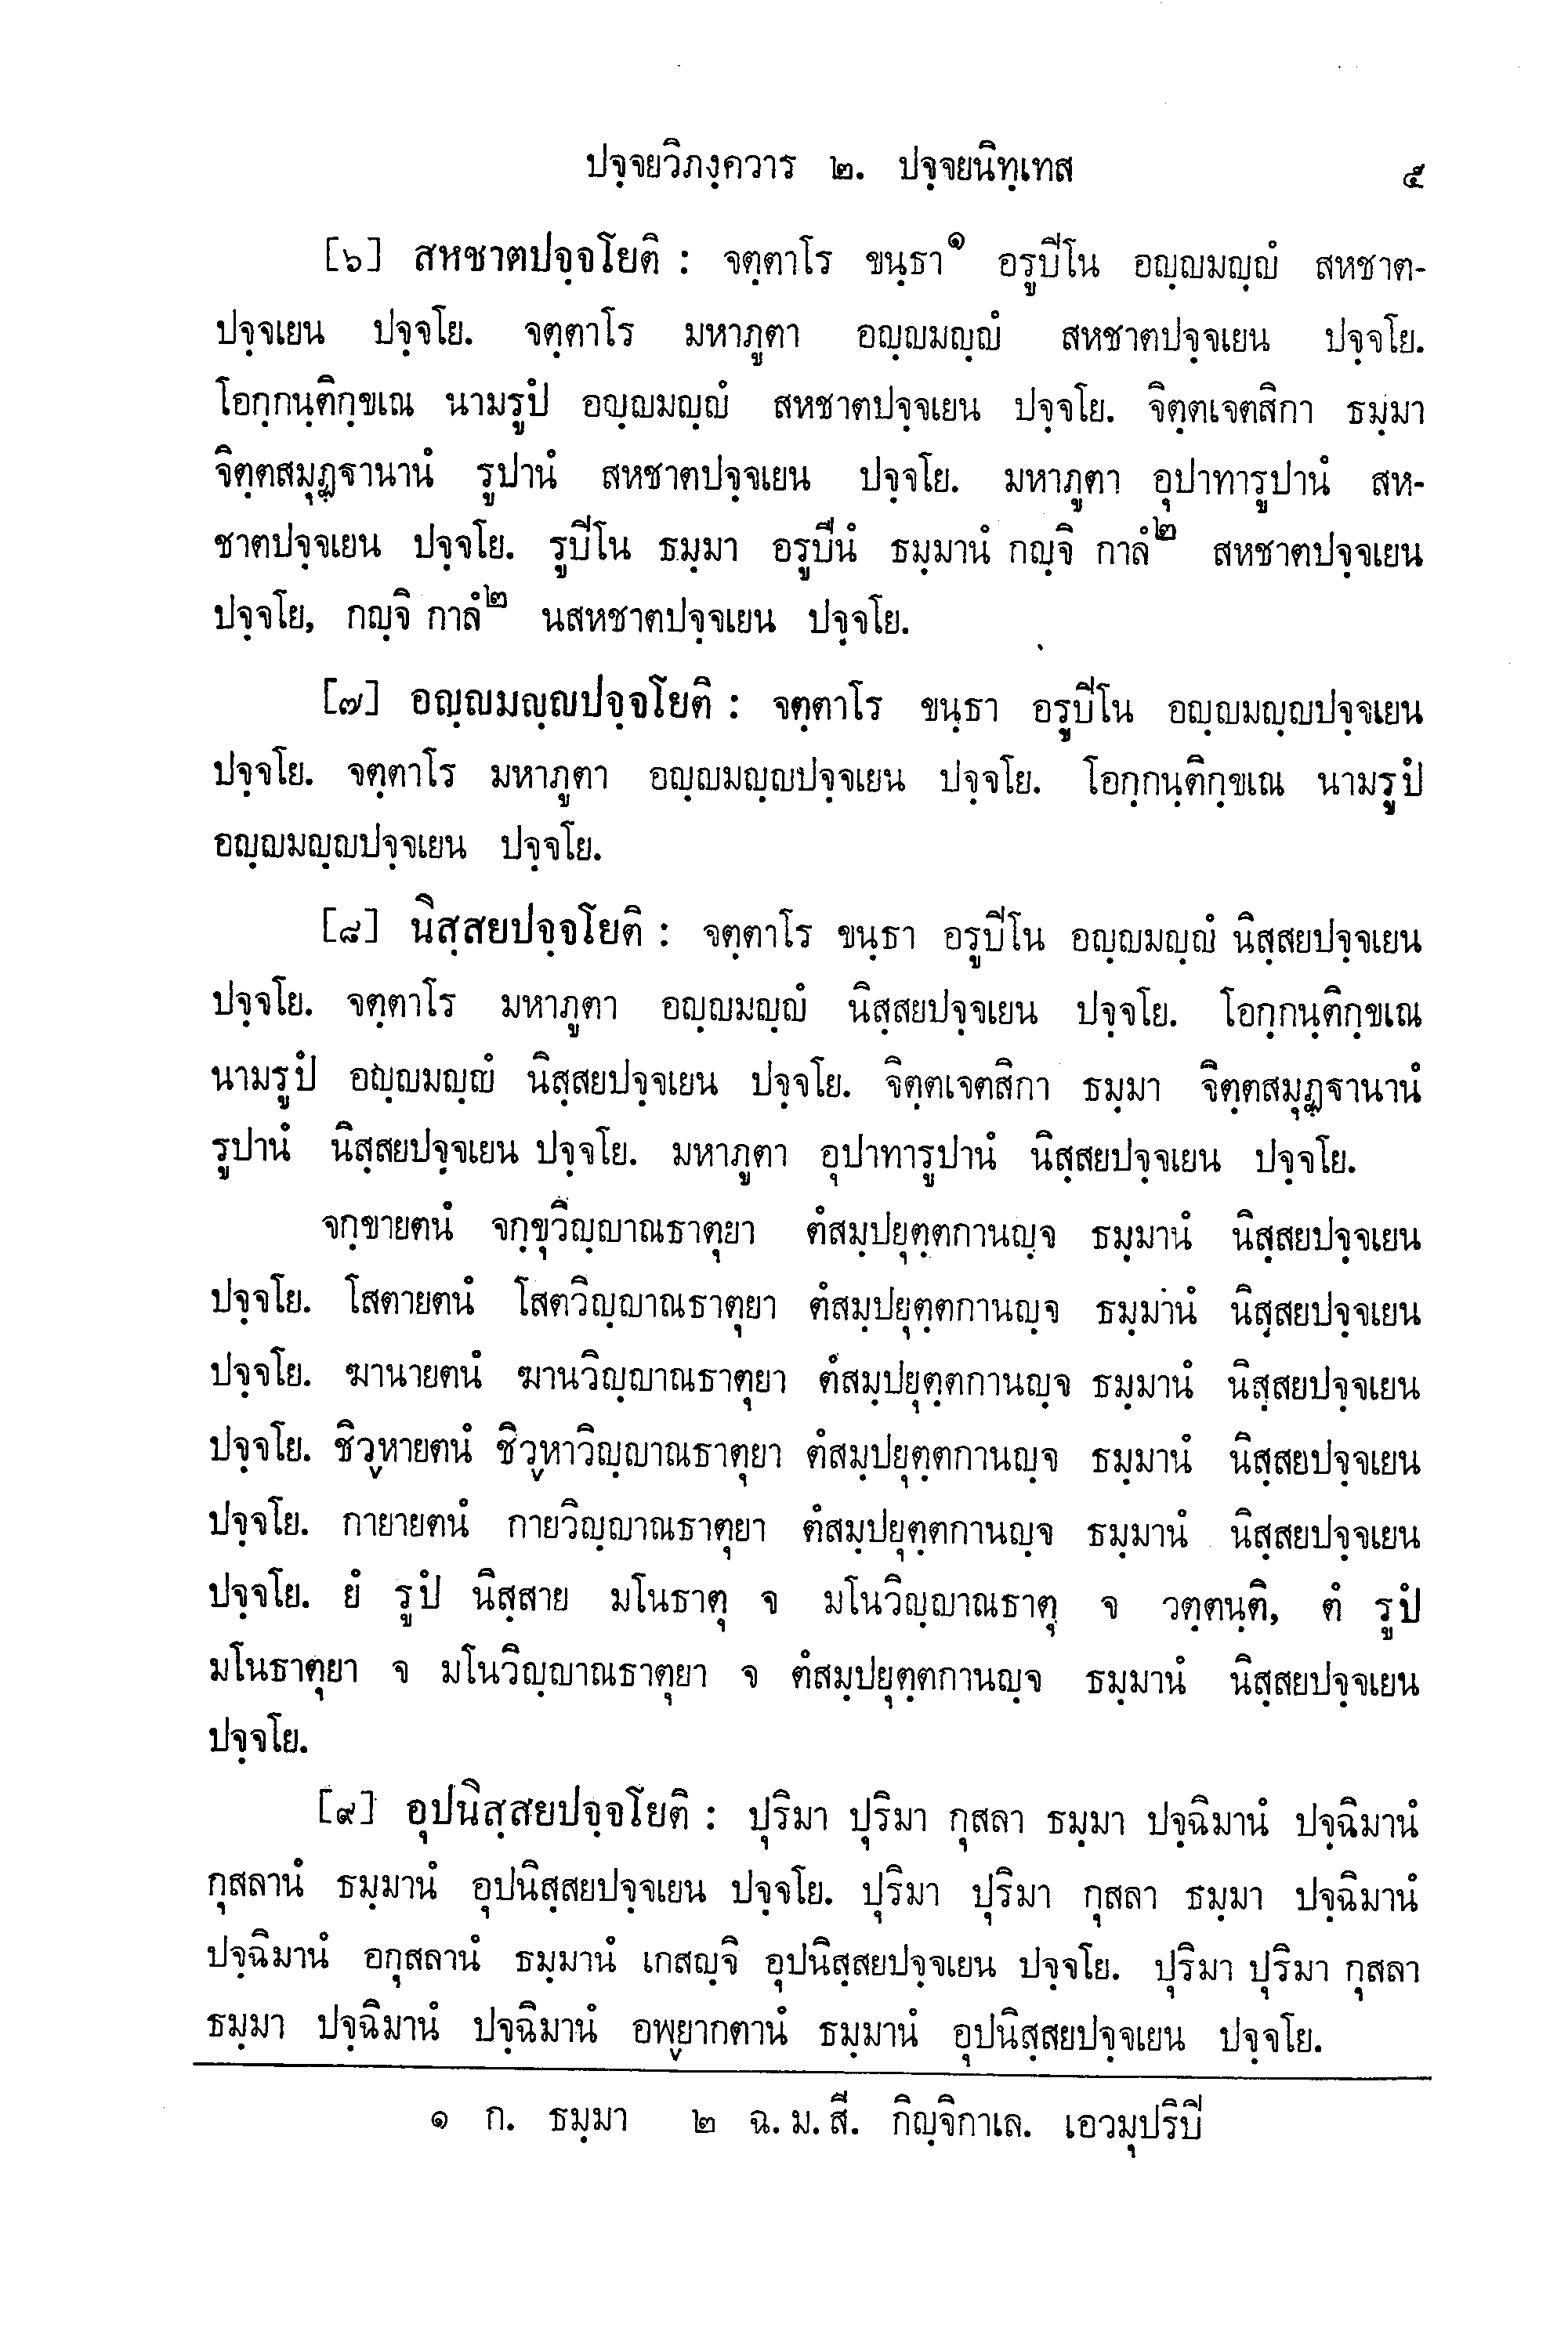 ปจฺจยวิภงฺควาร ๒. ปจฺจยนิทฺเทส ๕
[๖] สหชาตปจฺจโยติ : จตฺตาโร ขนฺธา๑ อรูปิโน อญฺญมญฺญํ สหชาต-
ปจฺจเยน ปจฺจโย. จตฺตาโร มหาภูตา อญฺญมญฺญํ สหชาตปจฺจเยน ปจฺจโย.
โอกฺกนฺติกฺขเณ นามรูปํ อญฺญมญฺญํ สหชาตปจฺจเยน ปจฺจโย. จิตฺตเจตสิกา ธมฺมา
จิตฺตสมุฏฺฐานานํ รูปานํ สหชาตปจฺจเยน ปจฺจโย. มหาภูตา อุปาทารูปานํ สห-
ชาตปจฺจเยน ปจฺจโย. รูปิโน ธมฺมา อรูปีนํ ธมฺมานํ กญฺจิ กาลํ๒ สหชาตปจฺจเยน
ปจฺจโย, กญฺจิ กาลํ๒ นสหชาตปจฺจเยน ปจฺจโย.
[๗] อญฺญมญฺญปจฺจโยติ : จตฺตาโร ขนฺธา อรูปิโน อญฺญมญฺญปจฺจเยน
ปจฺจโย. จตฺตาโร มหาภูตา อญฺญมญฺญปจฺจเยน ปจฺจโย. โอกฺกนฺติกฺขเณ นามรูปํ
อญฺญมญฺญปจฺจเยน ปจฺจโย.
[๘] นิสฺสยปจฺจโยติ : จตฺตาโร ขนฺธา อรูปิโน อญฺญมญฺญํ นิสฺสยปจฺจเยน
ปจฺจโย. จตฺตาโร มหาภูตา อญฺญมญฺญํ นิสฺสยปจฺจเยน ปจฺจโย. โอกฺกนฺติกฺขเณ
นามรูปํ อญฺญมญฺญํ นิสฺสยปจฺจเยน ปจฺจโย. จิตฺตเจตสิกา ธมฺมา จิตฺตสมุฏฺฐานานํ
รูปานํ นิสฺสยปจฺจเยน ปจฺจโย. มหาภูตา อุปาทารูปานํ นิสฺสยปจฺจเยน ปจฺจโย.
จกฺขายตนํ จกฺขุวิญฺญาณธาตุยา ตํสมฺปยุตฺตกานญฺจ ธมฺมานํ นิสฺสยปจฺจเยน
ปจฺจโย. โสตายตนํ โสตวิญฺญาณธาตุยา ตํสมฺปยุตฺตกานญฺจ ธมฺมานํ นิสฺสยปจฺจเยน
ปจฺจโย. ฆานายตนํ ฆานวิญฺญาณธาตุยา ตํสมฺปยุตฺตกานญฺจ ธมฺมานํ นิสฺสยปจฺจเยน
ปจฺจโย. ชิวฺหายตนํ ชิวฺหาวิญฺญาณธาตุยา ตํสมฺปยุตฺตกานญฺจ ธมฺมานํ นิสฺสยปจฺจเยน
ปจฺจโย. กายายตนํ กายวิญฺญาณธาตุยา ตํสมฺปยุตฺตกานญฺจ ธมฺมานํ นิสฺสยปจฺจเยน
ปจฺจโย. ยํ รูปํ นิสฺสาย มโนธาตุ จ มโนวิญฺญาณธาตุ จ วตฺตนฺติ, ตํ รูปํ
มโนธาตุยา จ มโนวิญฺญาณธาตุยา จ ตํสมฺปยุตฺตกานญฺจ ธมฺมานํ นิสฺสยปจฺจเยน
ปจฺจโย.
[๙] อุปนิสฺสยปจฺจโยติ : ปุริมา ปุริมา กุสลา ธมฺมา ปจฺฉิมานํ ปจฺฉิมานํ
กุสลานํ ธมฺมานํ อุปนิสฺสยปจฺจเยน ปจฺจโย. ปุริมา ปุริมา กุสลา ธมฺมา ปจฺฉิมานํ
ปจฺฉิมานํ อกุสลานํ ธมฺมานํ เกสญฺจิ อุปนิสฺสยปจฺจเยน ปจฺจโย. ปุริมา ปุริมา กุสลา
ธมฺมา ปจฺฉิมานํ ปจฺฉิมานํ อพฺยากตานํ ธมฺมานํ อุปนิสฺสยปจฺจเยน ปจฺจโย.
๑ ก. ธมฺมา ๒ ฉ. ม. สี. กิญฺจิกาเล. เอวมุปริปิ